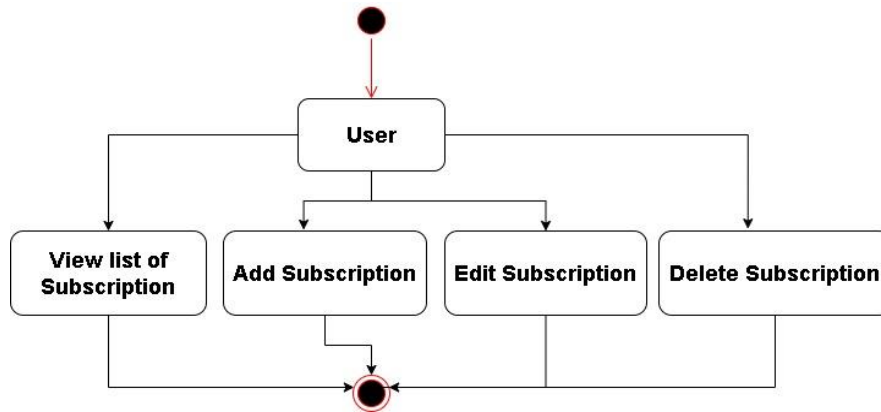 User
View list of
Subscription
Add Subscription
Edit Subscription
Delete Subscription